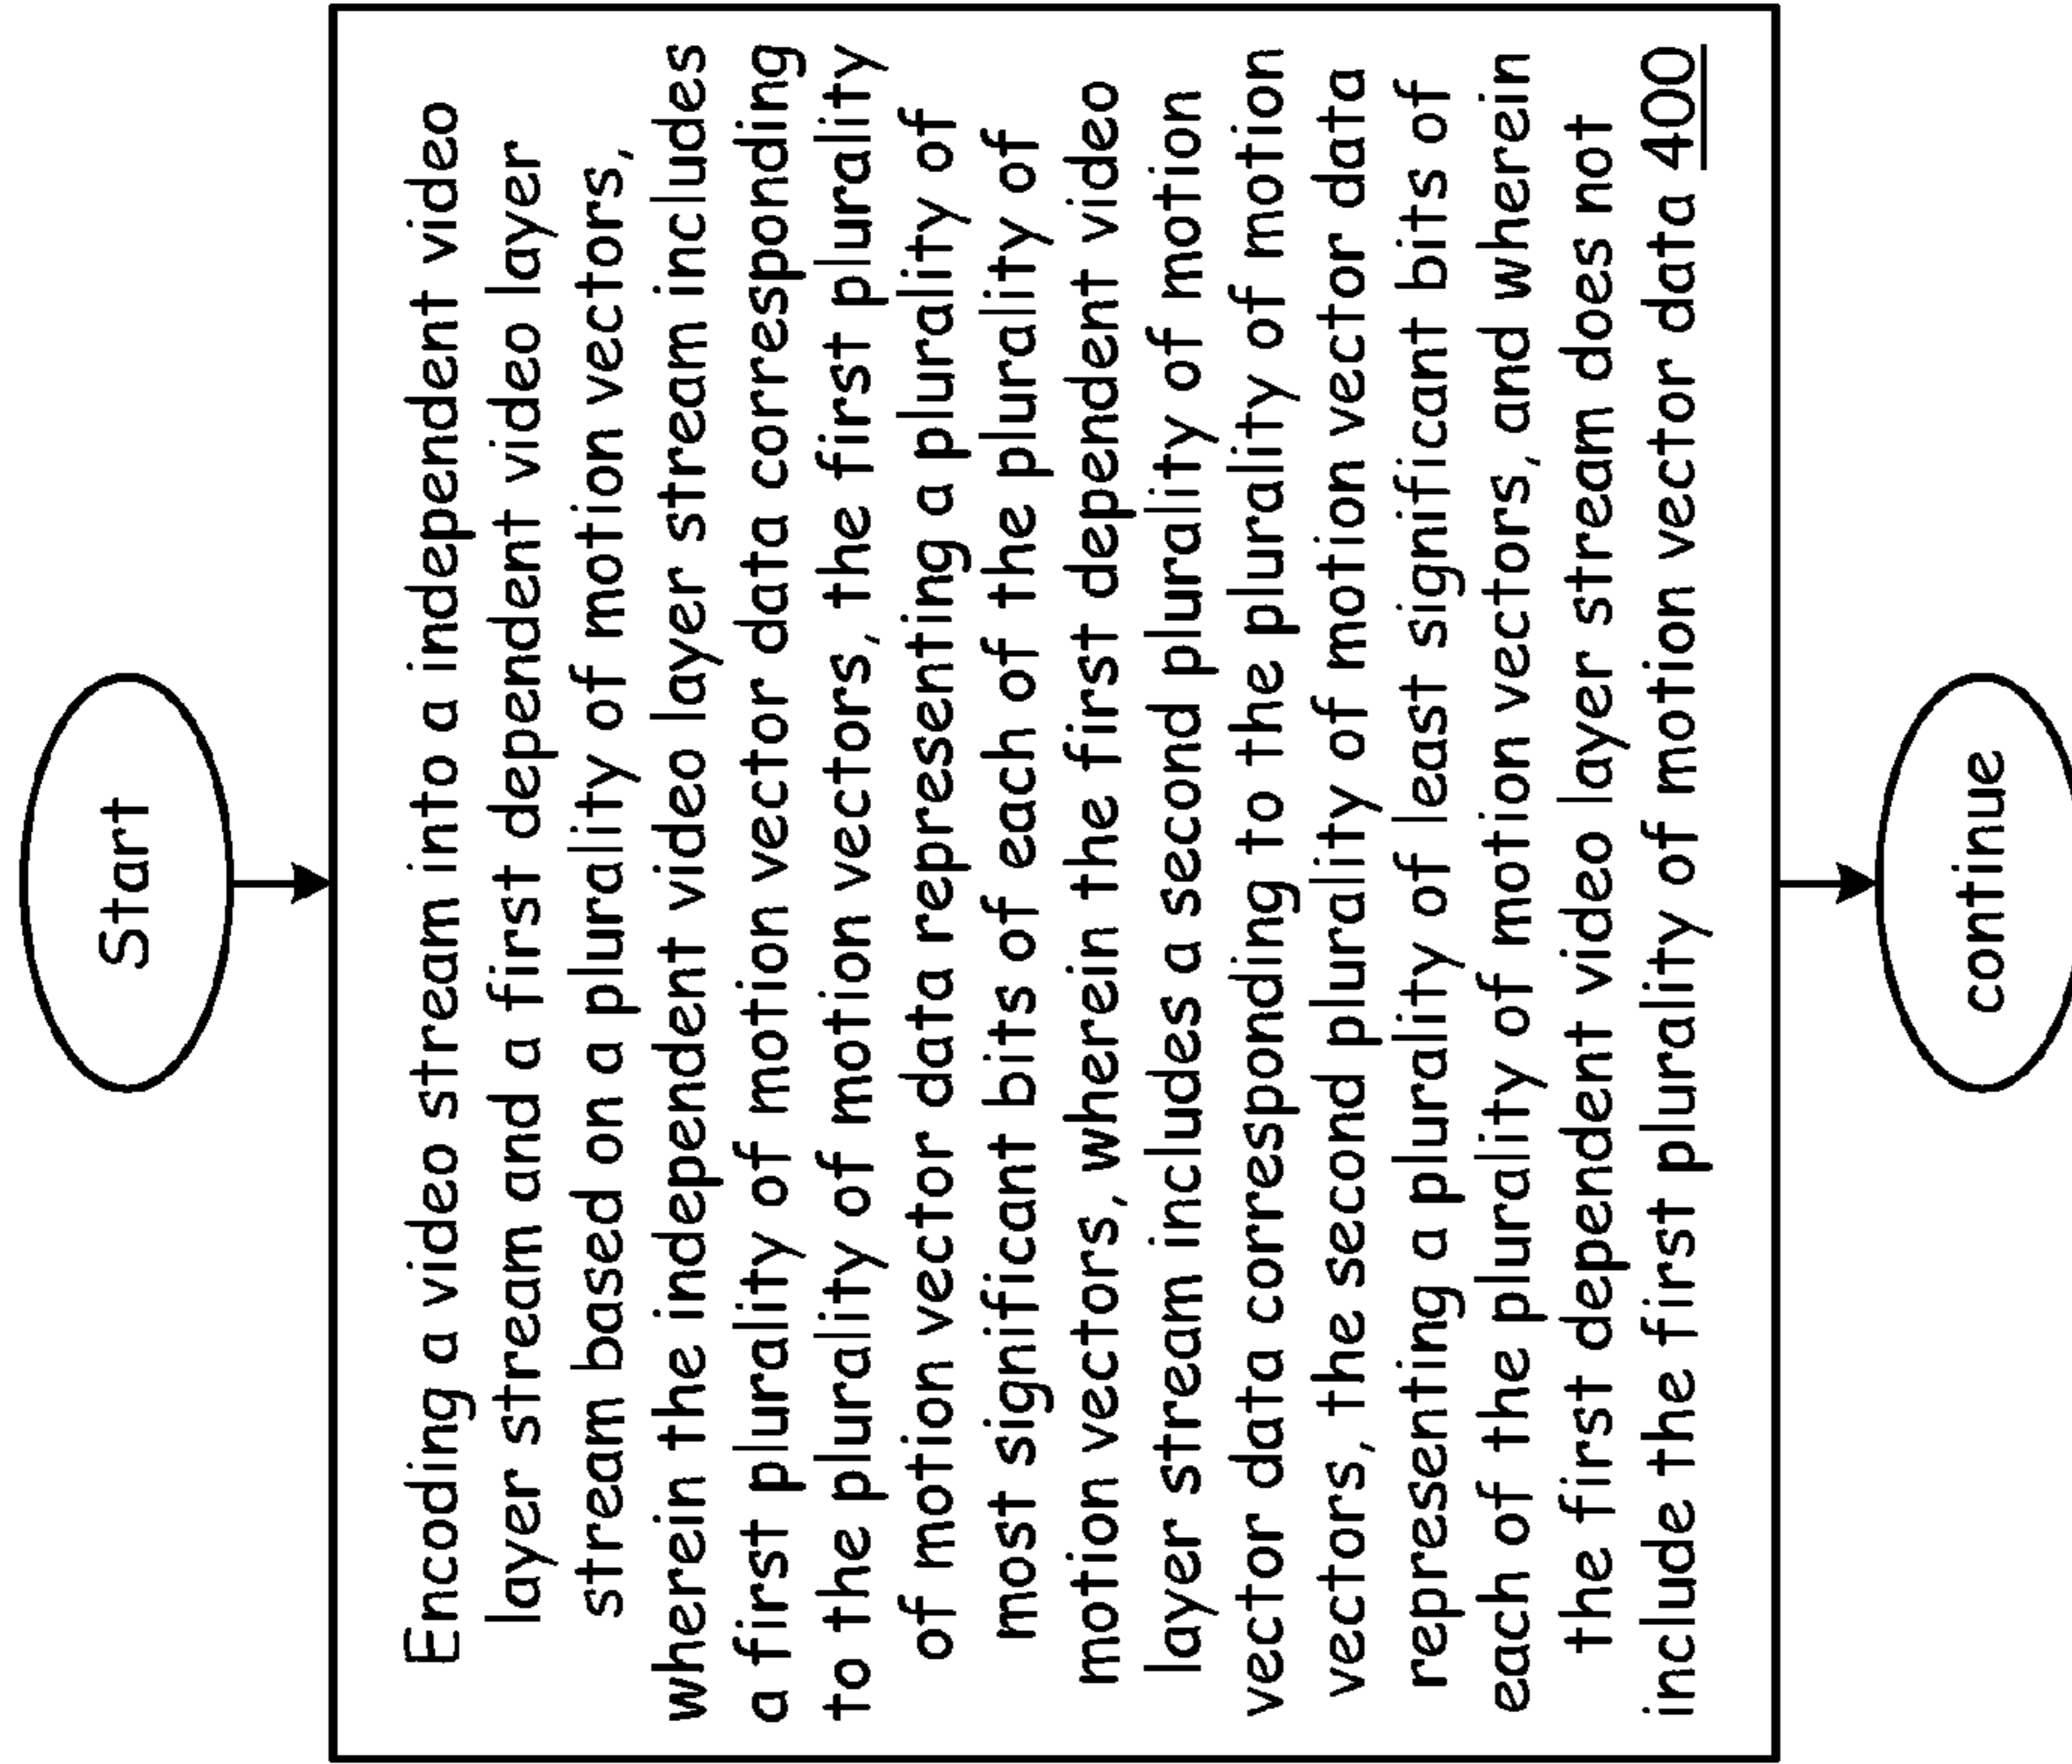 Start
Encoding a video stream into a independent video
layer stream and a first dependent video layer
stream based on a plurality of motion vectors,
wherein the independent video layer stream includes
a first plurality of motion vector data corresponding
to the plurality of motion vectors, the first plurality
of motion vector data representing a plurality of
most significant bits of each of the plurality of
motion vectors, wherein the first dependent video
layer stream includes a second plurality of motion
vector data corresponding to the plurality of motion
vectors, the second plurality of motion vector data
representing a plurality of least significant bits of
each of the plurality of motion vectors, and wherein
the first dependent video layer stream does not
include the first plurality of motion vector data 400
continue